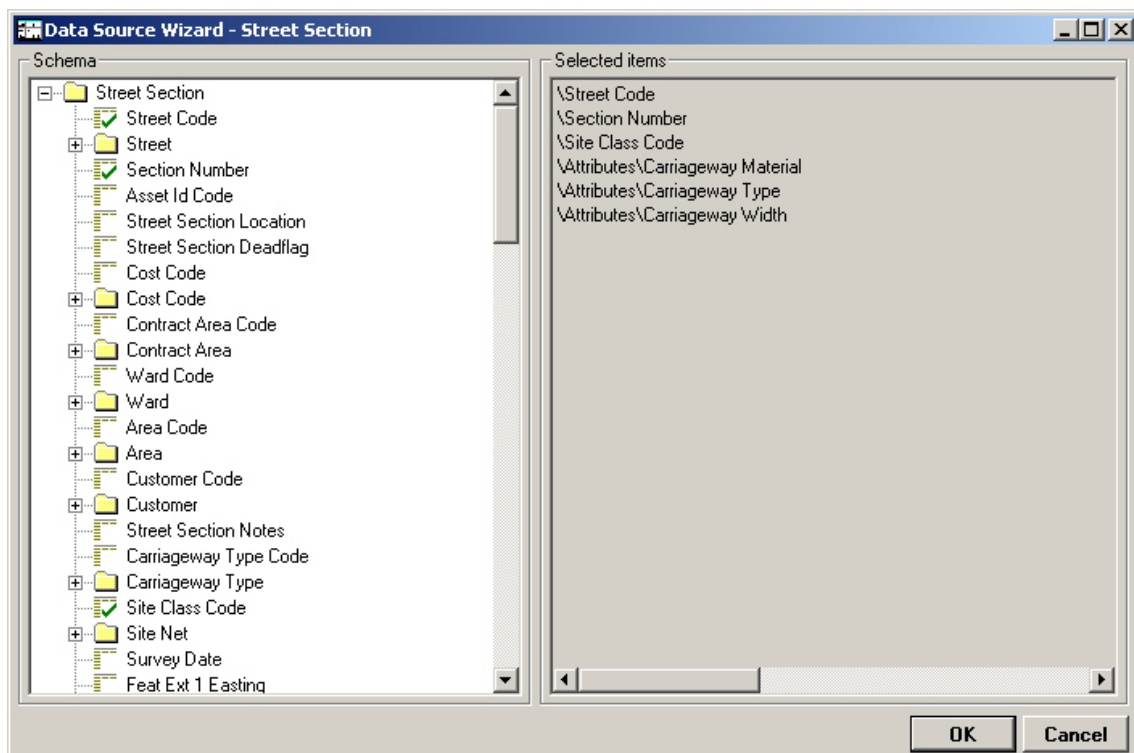 Data Source Wizard - Street Section
Schema
Street Section
Street Code
Street
Section Number
Asset Id Code
Street Section Location
Street Section Deadflag
Cost Code
Cost Code
Contract Area Code
Contract Area
Ward Code
Ward
Area Code
Area
Customer Code
Customer
Street Section Notes
Carriageway Type Code
Carriageway Type
Site Class Code
Site Net
Survey Date
Feat Ext 1 Easting
Selected items
\Street Code
\Section Number
\Site Class Code
\Attributes\Carriageway Material
\Attributes\Carriageway Type
\Attributes\Carriageway Width
OK
Cancel